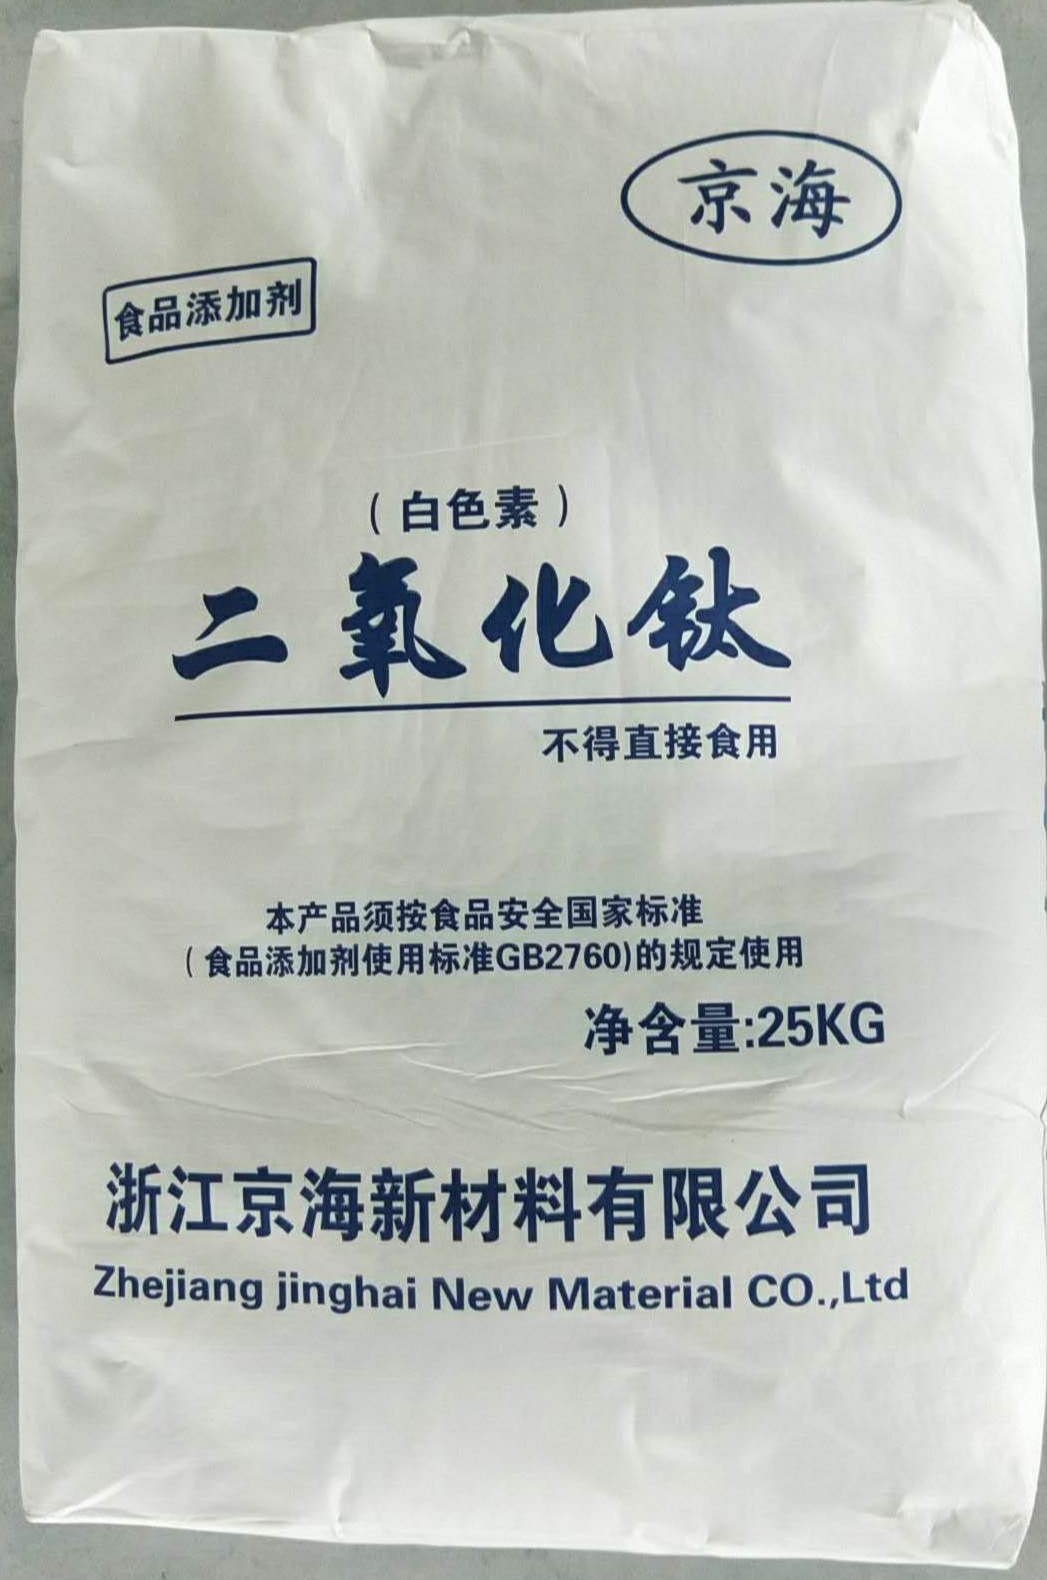 京海
食品添加剂
（白色素）
二氧化钛
不得直接食用
本产品须按食品安全国家标准
（食品添加剂使用标准GB2760)的规定使用
净含量:25KG
浙江京海新材料有限公司
Zhejiang jinghai New Material CO.,Ltd